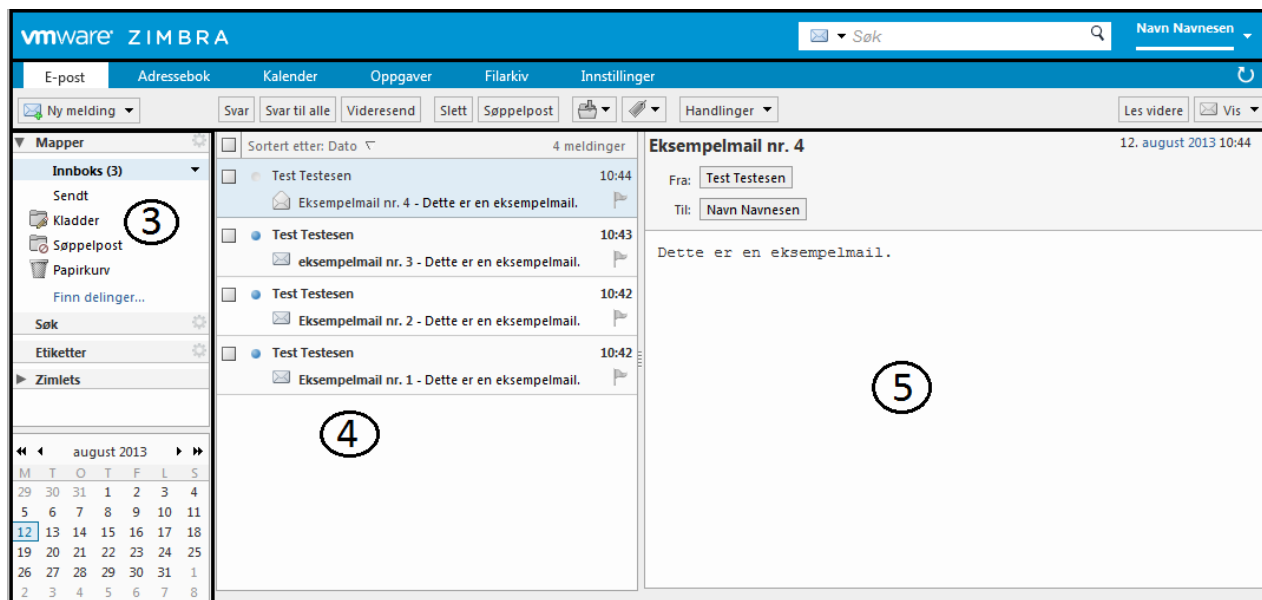 vmware ZIMBRA
Søk
Navn Navnesen
E-post Adressebok Kalender Oppgaver Filarkiv Innstillinger
Ny melding Svar Svar til alle Videresend Slett Søppelpost Handlinger Les videre Vis
Mapper
Innboks (3)
Sendt
Kladder
Søppelpost
Papirkurv
Finn delinger...
Søk
Etiketter
Zimlets
3
august 2013
M T O T F L S
29 30 31 1 2 3 4
5 6 7 8 9 10 11
12 13 14 15 16 17 18
19 20 21 22 23 24 25
26 27 28 29 30 31 1
2 3 4 5 6 7 8
Sortert etter: Dato 4 meldinger
Test Testesen 10:44
Eksempelmail nr. 4 - Dette er en eksempelmail.
Test Testesen 10:43
eksempelmail nr. 3 - Dette er en eksempelmail.
Test Testesen 10:42
Eksempelmail nr. 2 - Dette er en eksempelmail.
Test Testesen 10:42
Eksempelmail nr. 1 - Dette er en eksempelmail.
4
Eksempelmail nr. 4 12. august 2013 10:44
Fra: Test Testesen
Til: Navn Navnesen
Dette er en eksempelmail.
5